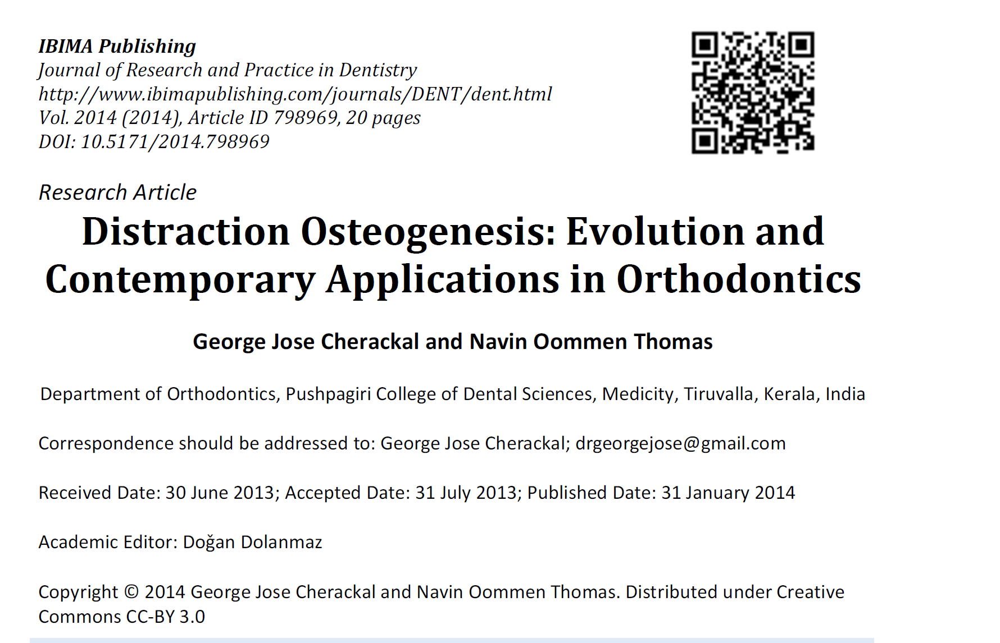 IBIMA Publishing
Journal of Research and Practice in Dentistry
http://www.ibimapublishing.com/journals/DENT/dent.html
Vol. 2014 (2014), Article ID 798969, 20 pages
DOI: 10.5171/2014.798969
Research Article
Distraction Osteogenesis: Evolution and
Contemporary Applications in Orthodontics
George Jose Cherackal and Navin Oommen Thomas
Department of Orthodontics, Pushpagiri College of Dental Sciences, Medicity, Tiruvalla, Kerala, India
Correspondence should be addressed to: George Jose Cherackal; drgeorgejose@gmail.com
Received Date: 30 June 2013; Accepted Date: 31 July 2013; Published Date: 31 January 2014
Academic Editor: Doǧan Dolanmaz
Copyright © 2014 George Jose Cherackal and Navin Oommen Thomas. Distributed under Creative
Commons CC-BY 3.0